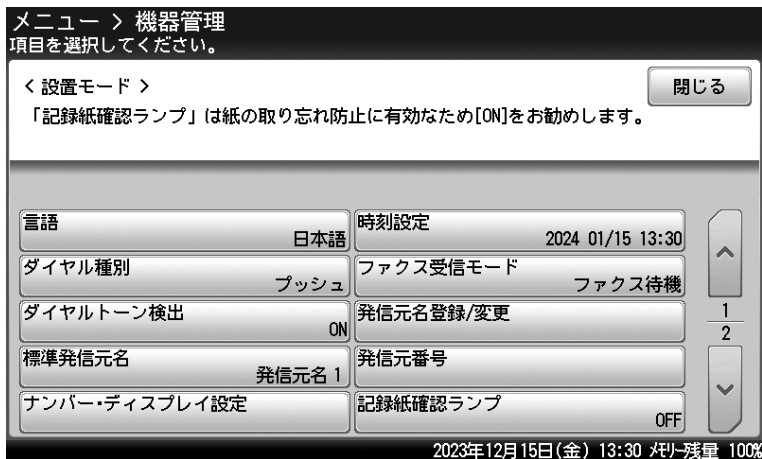 メニュー > 機器管理
項目を選択してください。
< 設置モード >
閉じる
「記録紙確認ランプ」は紙の取り忘れ防止に有効なため[ON]をお勧めします。
言語
日本語
時刻設定
2024 01/15 13:30
ダイヤル種別
プッシュ
ファクス受信モード
ファクス待機
ダイヤルトーン検出
ON
発信元名登録/変更
1
2
標準発信元名
発信元名 1
発信元番号
ナンバー・ディスプレイ設定
記録紙確認ランプ
OFF
2023年12月15日(金) 13:30 メモリー残量 100%